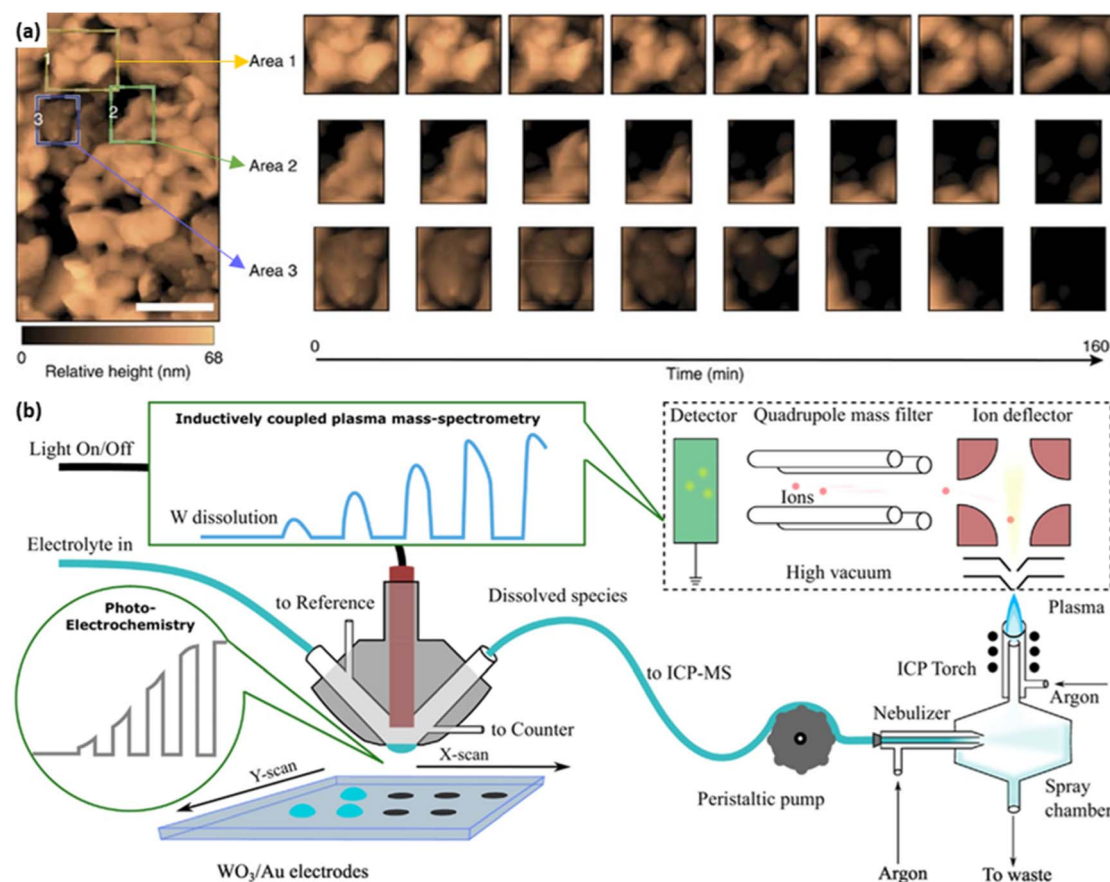 (a)
1
2
3
Area 1
Area 2
Area 3
0
68
Relative height (nm)
0
160
Time (min)
(b)
Inductively coupled plasma mass-spectrometry
W dissolution
Light On/Off
Electrolyte in
Photo-
Electrochemistry
to Reference
Dissolved species
to ICP-MS
to Counter
X-scan
Y-scan
WO₃/Au electrodes
Peristaltic pump
Detector
Quadrupole mass filter
Ion deflector
Ions
High vacuum
Plasma
ICP Torch
Argon
Nebulizer
Spray
chamber
Argon
To waste